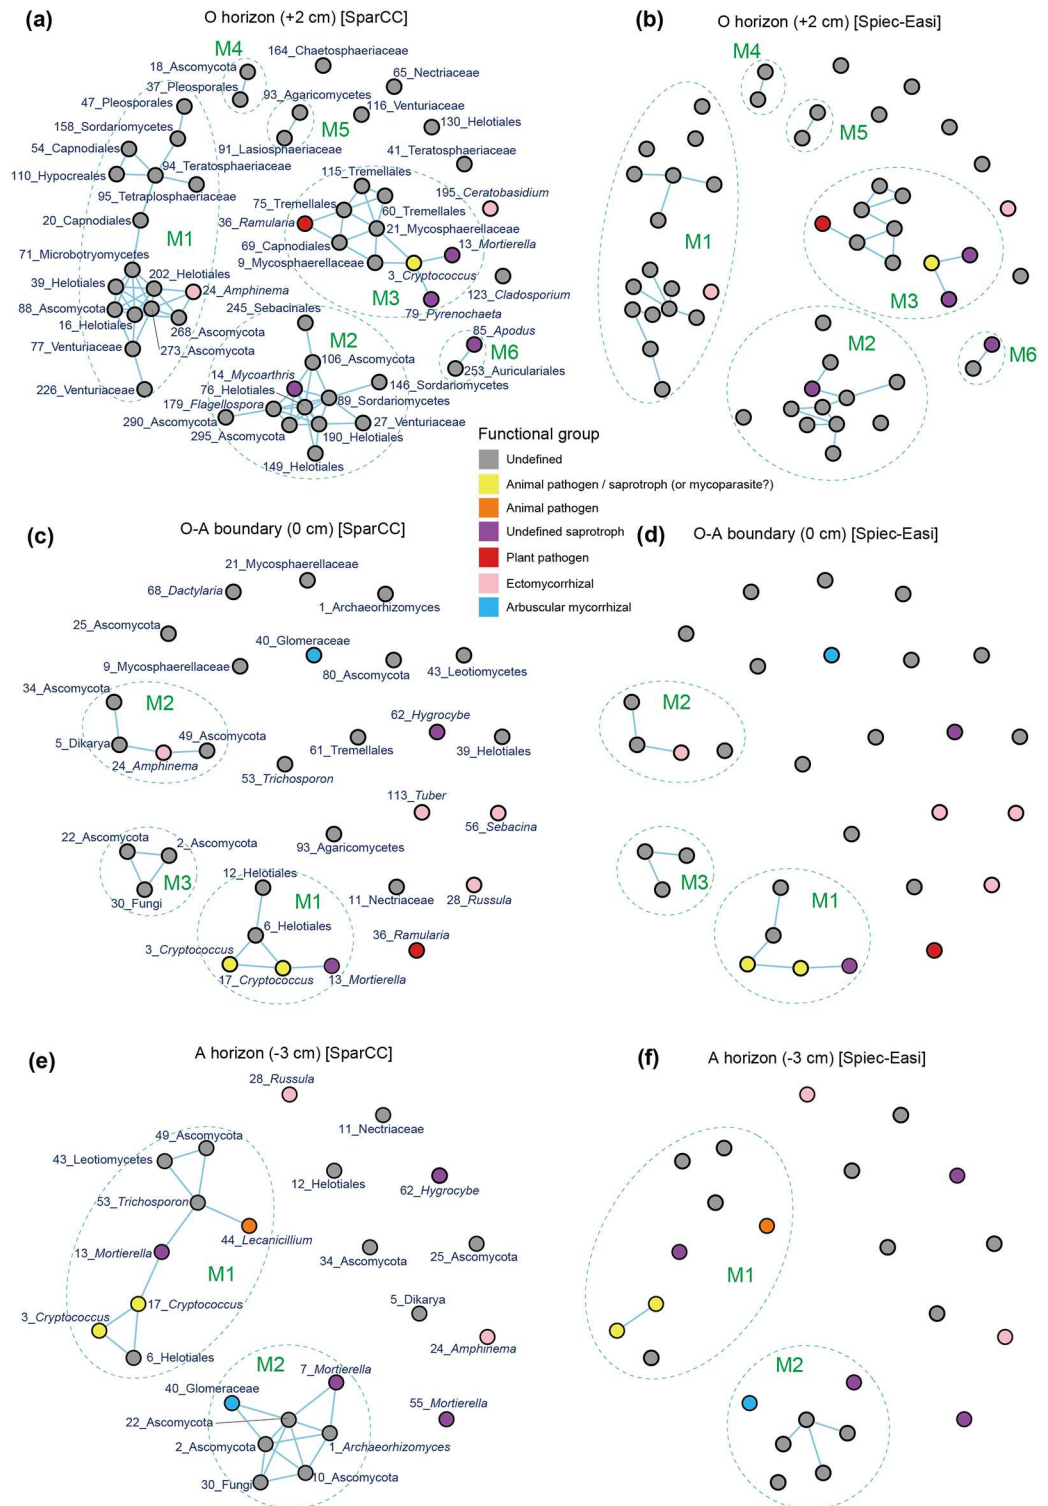 (a)
O horizon (+2 cm) [SparCC]
M4
164_Chaetosphaeriaceae
18_Ascomycota
37_Pleosporales
65_Nectriaceae
93_Agaricomycetes
47_Pleosporales
116_Venturiaceae
158_Sordariomycetes
M5
130_Helotiales
54_Capnodiales
91_Lasiosphaeriaceae
41_Teratosphaeriaceae
94_Teratosphaeriaceae
110_Hypocreales
115_Tremellales
95_Tetraplosphaeriaceae
195_Ceratobasidium
75_Tremellales
60_Tremellales
20_Capnodiales
36_Ramularia
21_Mycosphaerellaceae
M1
69_Capnodiales
13_Mortierella
71_Microbotryomycetes
9_Mycosphaerellaceae
202_Helotiales
3_Cryptococcus
39_Helotiales
24_Amphinema
123_Cladosporium
M3
88_Ascomycota
245_Sebacinales
79_Pyrenochaeta
16_Helotiales
268_Ascomycota
85_Apodus
77_Venturiaceae
273_Ascomycota
M2
M6
106_Ascomycota
253_Auriculariales
14_Mycoarthris
226_Venturiaceae
76_Helotiales
146_Sordariomycetes
179_Flagellospora
89_Sordariomycetes
290_Ascomycota
27_Venturiaceae
295_Ascomycota
190_Helotiales
149_Helotiales
(b)
O horizon (+2 cm) [Spiec-Easi]
M4
M5
M1
M3
M2
M6
Functional group
Undefined
Animal pathogen / saprotroph (or mycoparasite?)
Animal pathogen
Undefined saprotroph
Plant pathogen
Ectomycorrhizal
Arbuscular mycorrhizal
(c)
O-A boundary (0 cm) [SparCC]
21_Mycosphaerellaceae
68_Dactylaria
1_Archaeorhizomyces
25_Ascomycota
40_Glomeraceae
9_Mycosphaerellaceae
80_Ascomycota
43_Leotiomycetes
34_Ascomycota
M2
62_Hygrocybe
5_Dikarya
49_Ascomycota
61_Tremellales
39_Helotiales
24_Amphinema
53_Trichosporon
113_Tuber
56_Sebacina
22_Ascomycota
2_Ascomycota
93_Agaricomycetes
12_Helotiales
M3
30_Fungi
M1
11_Nectriaceae
28_Russula
6_Helotiales
36_Ramularia
3_Cryptococcus
17_Cryptococcus
13_Mortierella
(d)
O-A boundary (0 cm) [Spiec-Easi]
M2
M3
M1
(e)
A horizon (-3 cm) [SparCC]
28_Russula
11_Nectriaceae
49_Ascomycota
43_Leotiomycetes
12_Helotiales
62_Hygrocybe
53_Trichosporon
44_Lecanicillium
13_Mortierella
34_Ascomycota
25_Ascomycota
M1
17_Cryptococcus
5_Dikarya
3_Cryptococcus
24_Amphinema
6_Helotiales
M2
7_Mortierella
40_Glomeraceae
55_Mortierella
22_Ascomycota
2_Ascomycota
1_Archaeorhizomyces
30_Fungi
10_Ascomycota
(f)
A horizon (-3 cm) [Spiec-Easi]
M1
M2